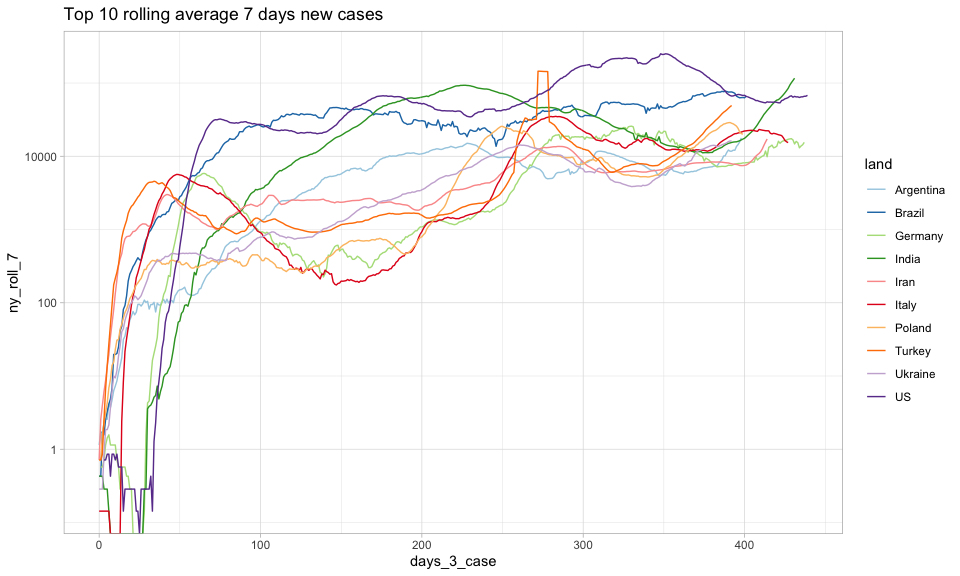 Top 10 rolling average 7 days new cases
ny_roll_7
10000
100
1
0
100
200
300
400
days_3_case
land
Argentina
Brazil
Germany
India
Iran
Italy
Poland
Turkey
Ukraine
US